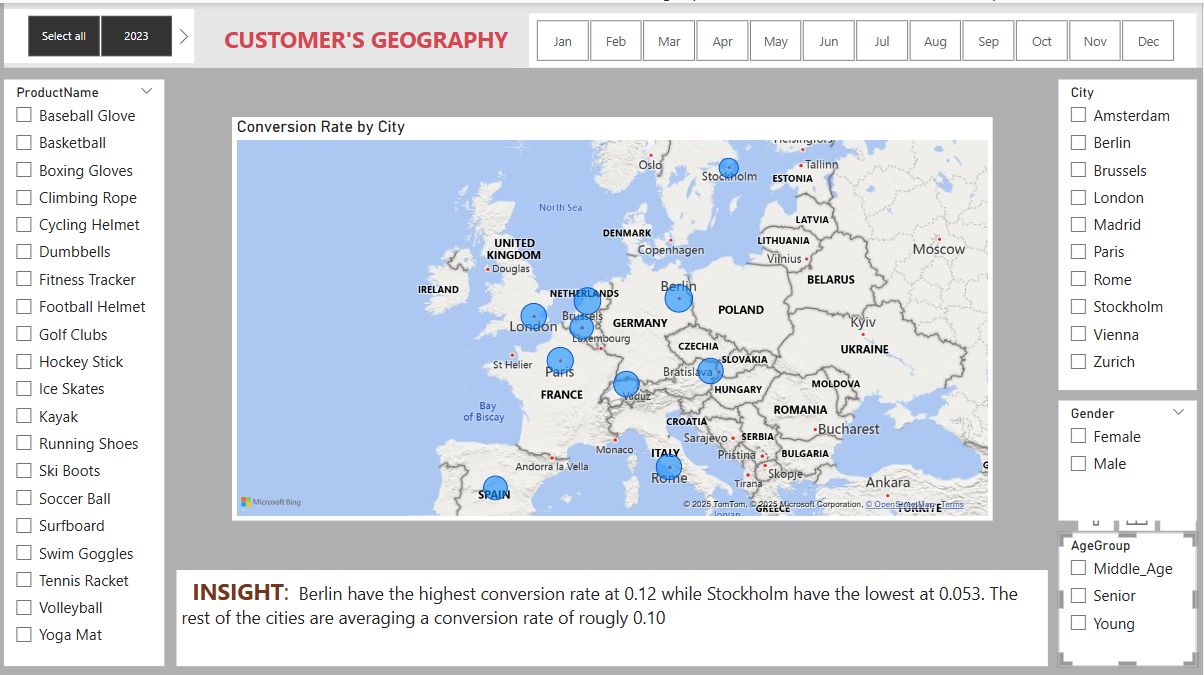 Select all
2023
CUSTOMER'S GEOGRAPHY
Jan
Feb
Mar
Apr
May
Jun
Jul
Aug
Sep
Oct
Nov
Dec
ProductName
Baseball Glove
Basketball
Boxing Gloves
Climbing Rope
Cycling Helmet
Dumbbells
Fitness Tracker
Football Helmet
Golf Clubs
Hockey Stick
Ice Skates
Kayak
Running Shoes
Ski Boots
Soccer Ball
Surfboard
Swim Goggles
Tennis Racket
Volleyball
Yoga Mat
Conversion Rate by City
Oslo
Stockholm
Tallinn
ESTONIA
North Sea
LATVIA
DENMARK
Copenhagen
LITHUANIA
Vilnius
Moscow
UNITED
KINGDOM
Douglas
IRELAND
BELARUS
NETHERLANDS
Berlin
POLAND
London
Brussels
GERMANY
Kyiv
Luxembourg
CZECHIA
UKRAINE
St Helier
Paris
SLOVAKIA
Bratislava
FRANCE
Vaduz
HUNGARY
MOLDOVA
Bay
of Biscay
ROMANIA
CROATIA
Bucharest
Sarajevo
SERBIA
Monaco
ITALY
Priština
BULGARIA
Andorra la Vella
Rome
Skopje
Tirana
Ankara
SPAIN
Microsoft Bing
© 2025 TomTom, © 2025 Microsoft Corporation, © OpenStreetMap Terms
GREECE
TÜRKİYE
Ionian
INSIGHT: Berlin have the highest conversion rate at 0.12 while Stockholm have the lowest at 0.053. The
rest of the cities are averaging a conversion rate of rougly 0.10
City
Amsterdam
Berlin
Brussels
London
Madrid
Paris
Rome
Stockholm
Vienna
Zurich
Gender
Female
Male
AgeGroup
Middle_Age
Senior
Young